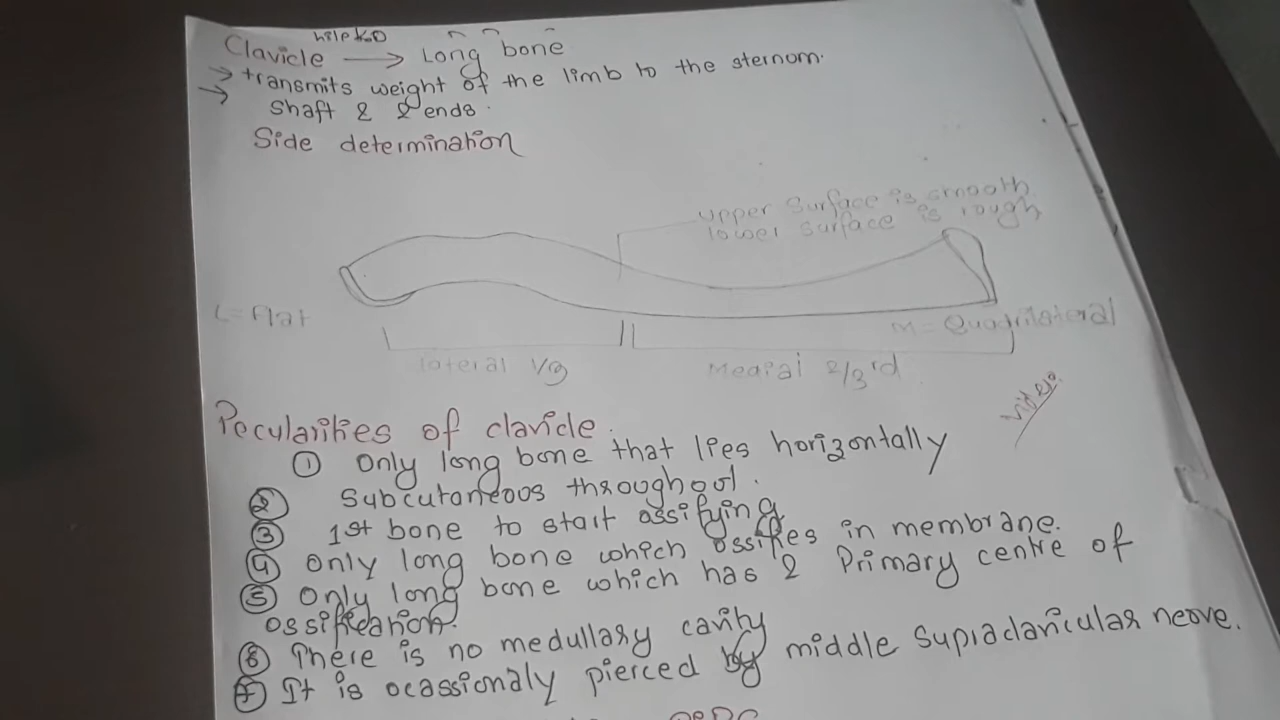 Clavicle → Long bone
→ transmits weight of the limb to the sternom.
→ Shaft & 2 ends.
Side determination
upper surface is smooth
lower surface is rough
L = flat
M = Quadrilateral
lateral 1/3
Medial 2/3rd
Pecularities of clavicle.
① Only long bone that lies horizontally
② Subcutaneous throughout.
③ 1st bone to start ossifying
④ Only long bone which ossifies in membrane.
⑤ Only long bone which has 2 Primary centre of
ossification.
⑥ There is no medullary cavity
⑦ It is ocassionaly pierced by middle supraclavicular nerve.